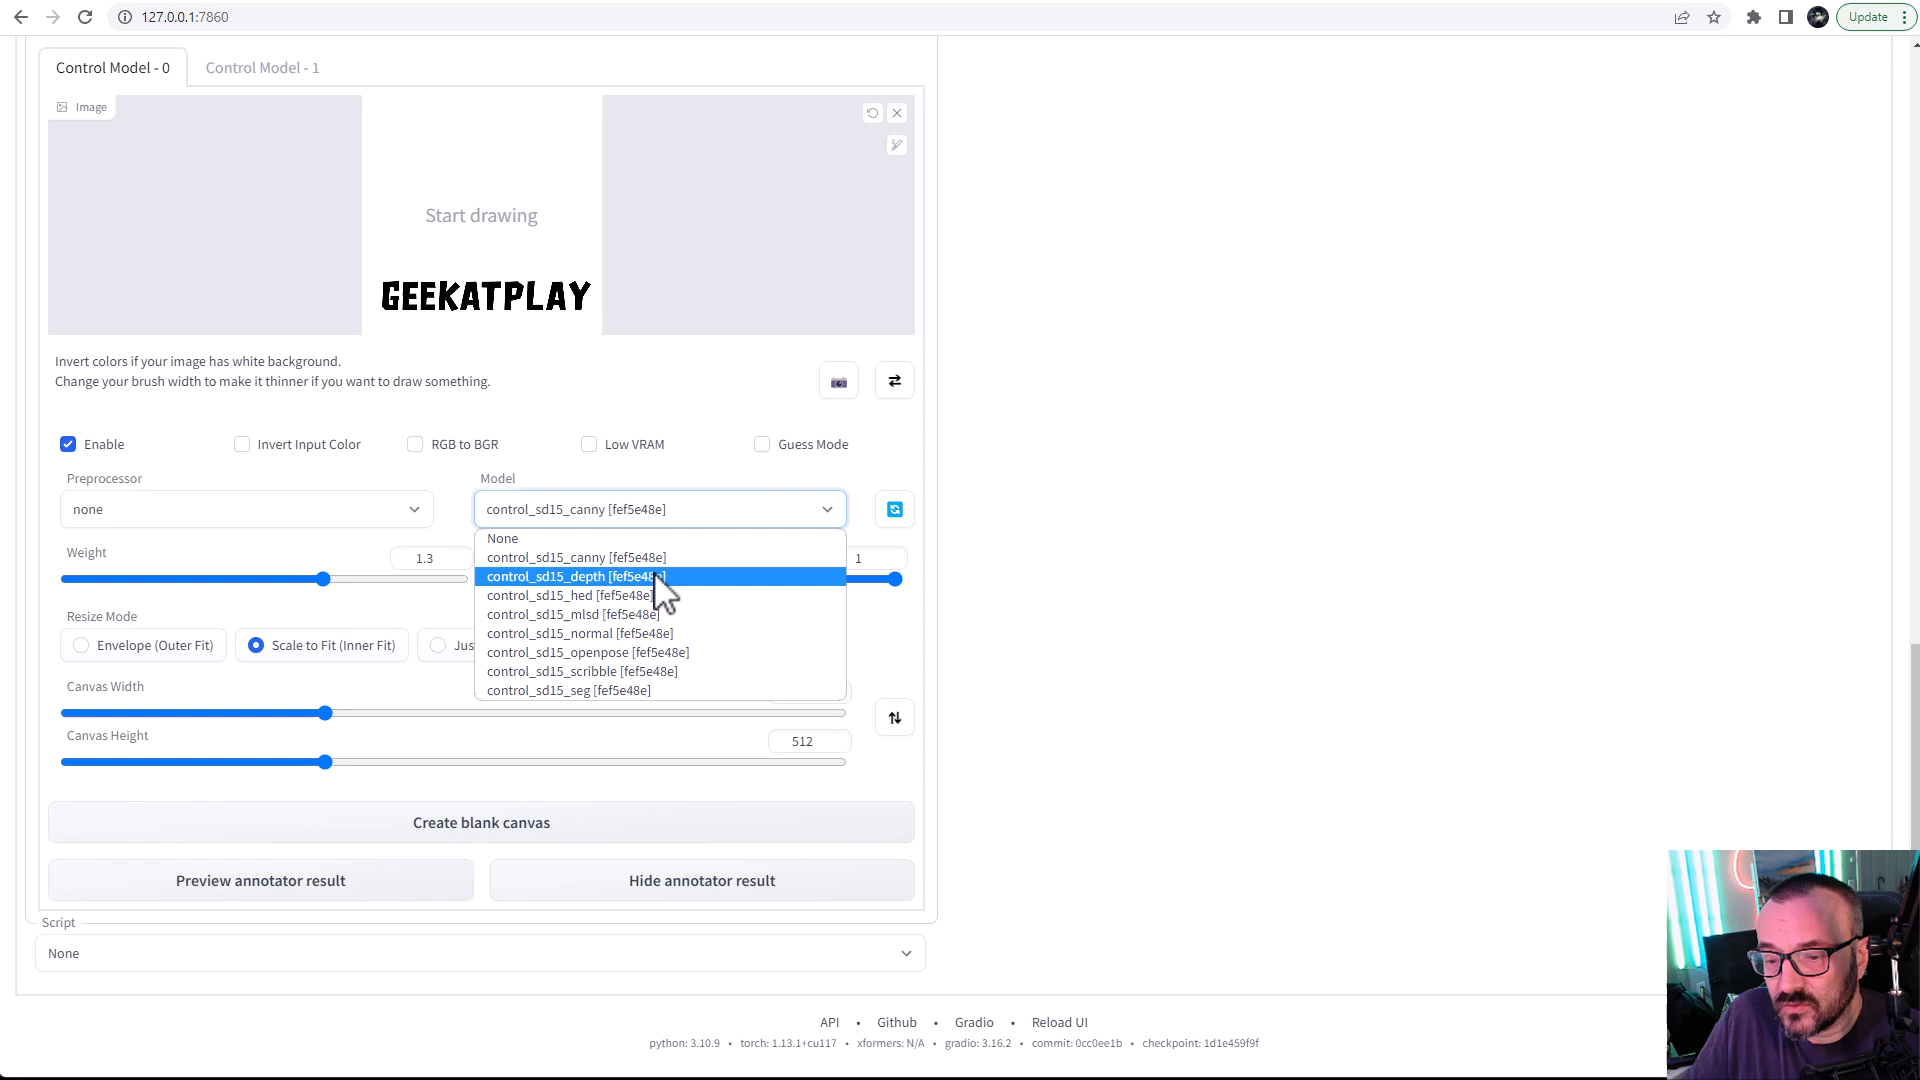 127.0.0.1:7860
Update
Control Model - 0
Control Model - 1
Image
Start drawing
GEEKATPLAY
Invert colors if your image has white background.
Change your brush width to make it thinner if you want to draw something.
Enable
Invert Input Color
RGB to BGR
Low VRAM
Guess Mode
Preprocessor
Model
none
control_sd15_canny [fef5e48e]
None
control_sd15_canny [fef5e48e]
control_sd15_depth [fef5e48e]
control_sd15_hed [fef5e48e]
control_sd15_mlsd [fef5e48e]
control_sd15_normal [fef5e48e]
control_sd15_openpose [fef5e48e]
control_sd15_scribble [fef5e48e]
control_sd15_seg [fef5e48e]
Weight
1.3
1
Resize Mode
Envelope (Outer Fit)
Scale to Fit (Inner Fit)
Jus
Canvas Width
Canvas Height
512
Create blank canvas
Preview annotator result
Hide annotator result
Script
None
API • Github • Gradio • Reload UI
python: 3.10.9 • torch: 1.13.1+cu117 • xformers: N/A • gradio: 3.16.2 • commit: 0cc0ee1b • checkpoint: 1d1e459f9f